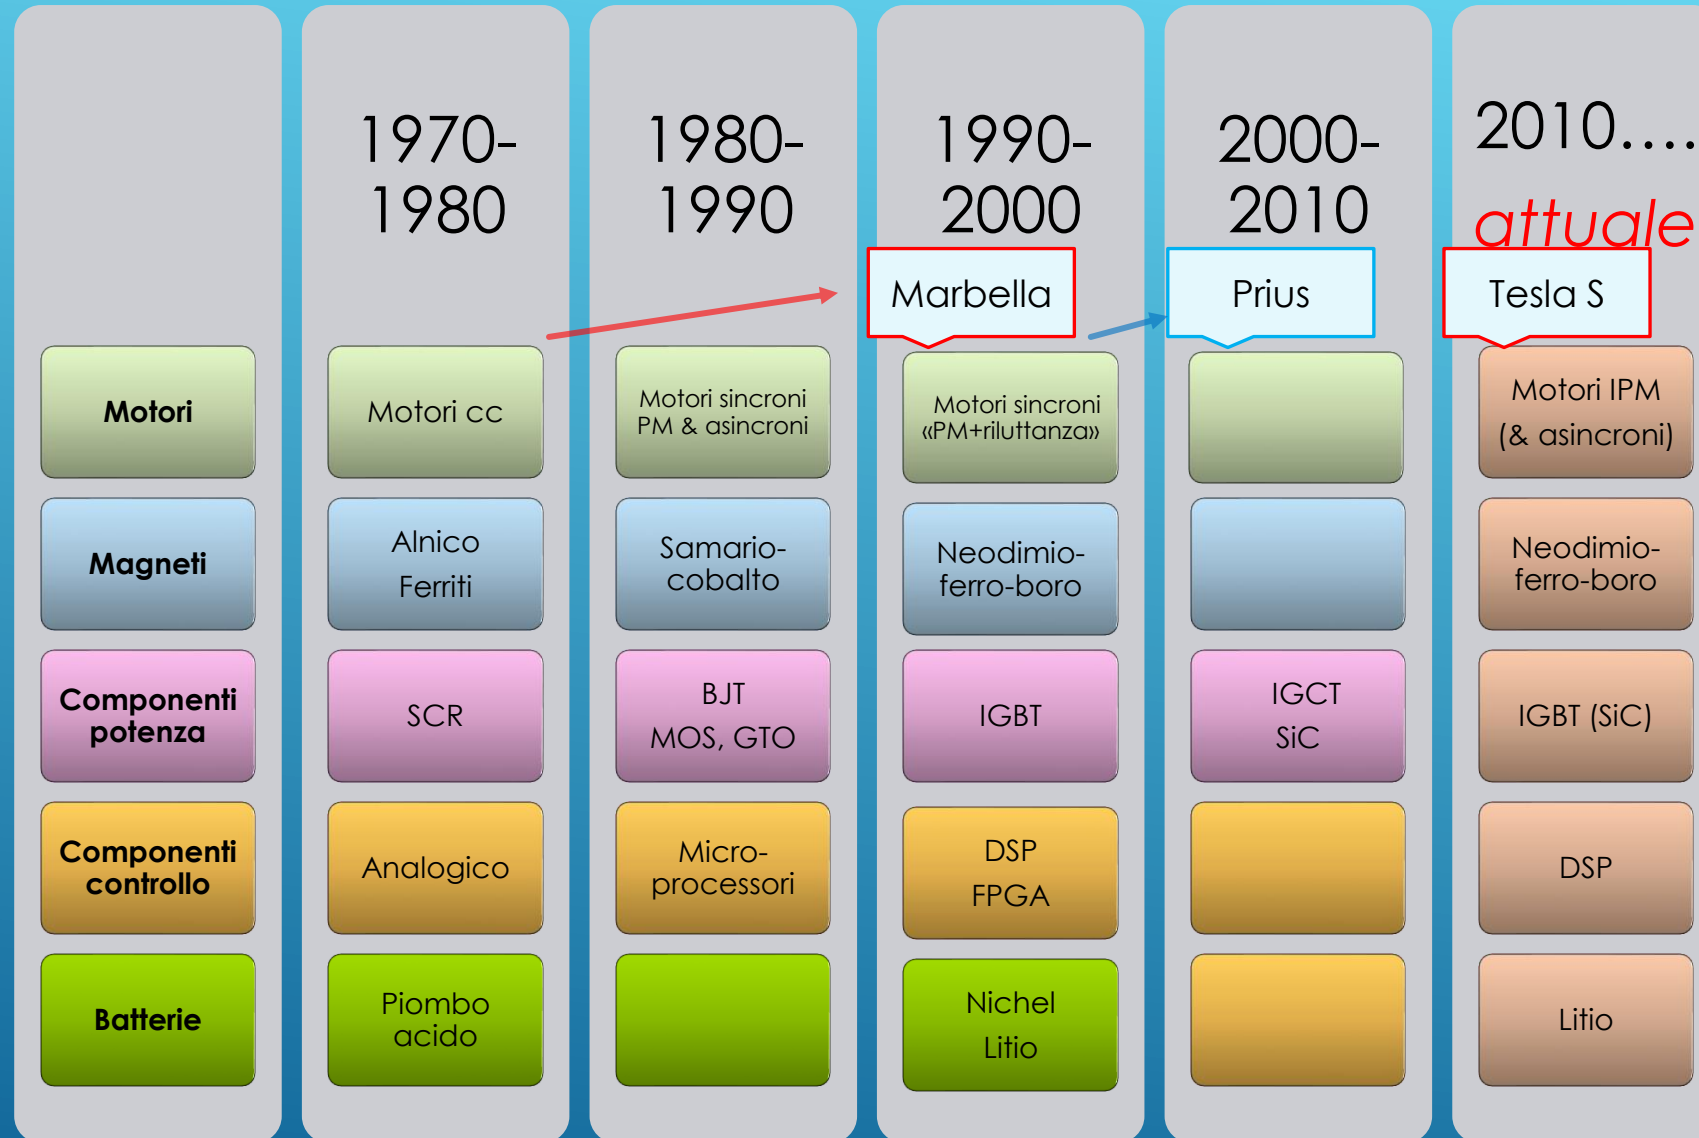 1970-
1980
1980-
1990
1990-
2000
2000-
2010
2010....
attuale
Marbella
Prius
Tesla S
Motori
Motori cc
Motori sincroni
PM & asincroni
Motori sincroni
«PM+riluttanza»
Motori IPM
(& asincroni)
Magneti
Alnico
Ferriti
Samario-
cobalto
Neodimio-
ferro-boro
Neodimio-
ferro-boro
Componenti
potenza
SCR
BJT
MOS, GTO
IGBT
IGCT
SiC
IGBT (SiC)
Componenti
controllo
Analogico
Micro-
processori
DSP
FPGA
DSP
Batterie
Piombo
acido
Nichel
Litio
Litio